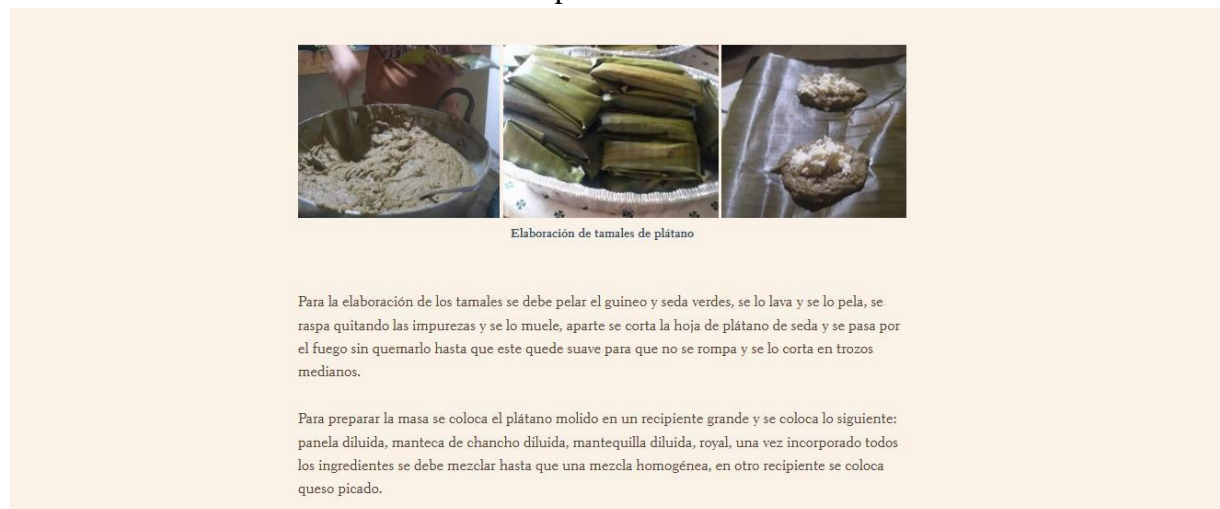 Elaboración de tamales de plátano
Para la elaboración de los tamales se debe pelar el guineo y seda verdes, se lo lava y se lo pela, se
raspa quitando las impurezas y se lo muele, aparte se corta la hoja de plátano de seda y se pasa por
el fuego sin quemarlo hasta que este quede suave para que no se rompa y se lo corta en trozos
medianos.
Para preparar la masa se coloca el plátano molido en un recipiente grande y se coloca lo siguiente:
panela diluida, manteca de chancho diluida, mantequilla diluida, royal, una vez incorporado todos
los ingredientes se debe mezclar hasta que una mezcla homogénea, en otro recipiente se coloca
queso picado.